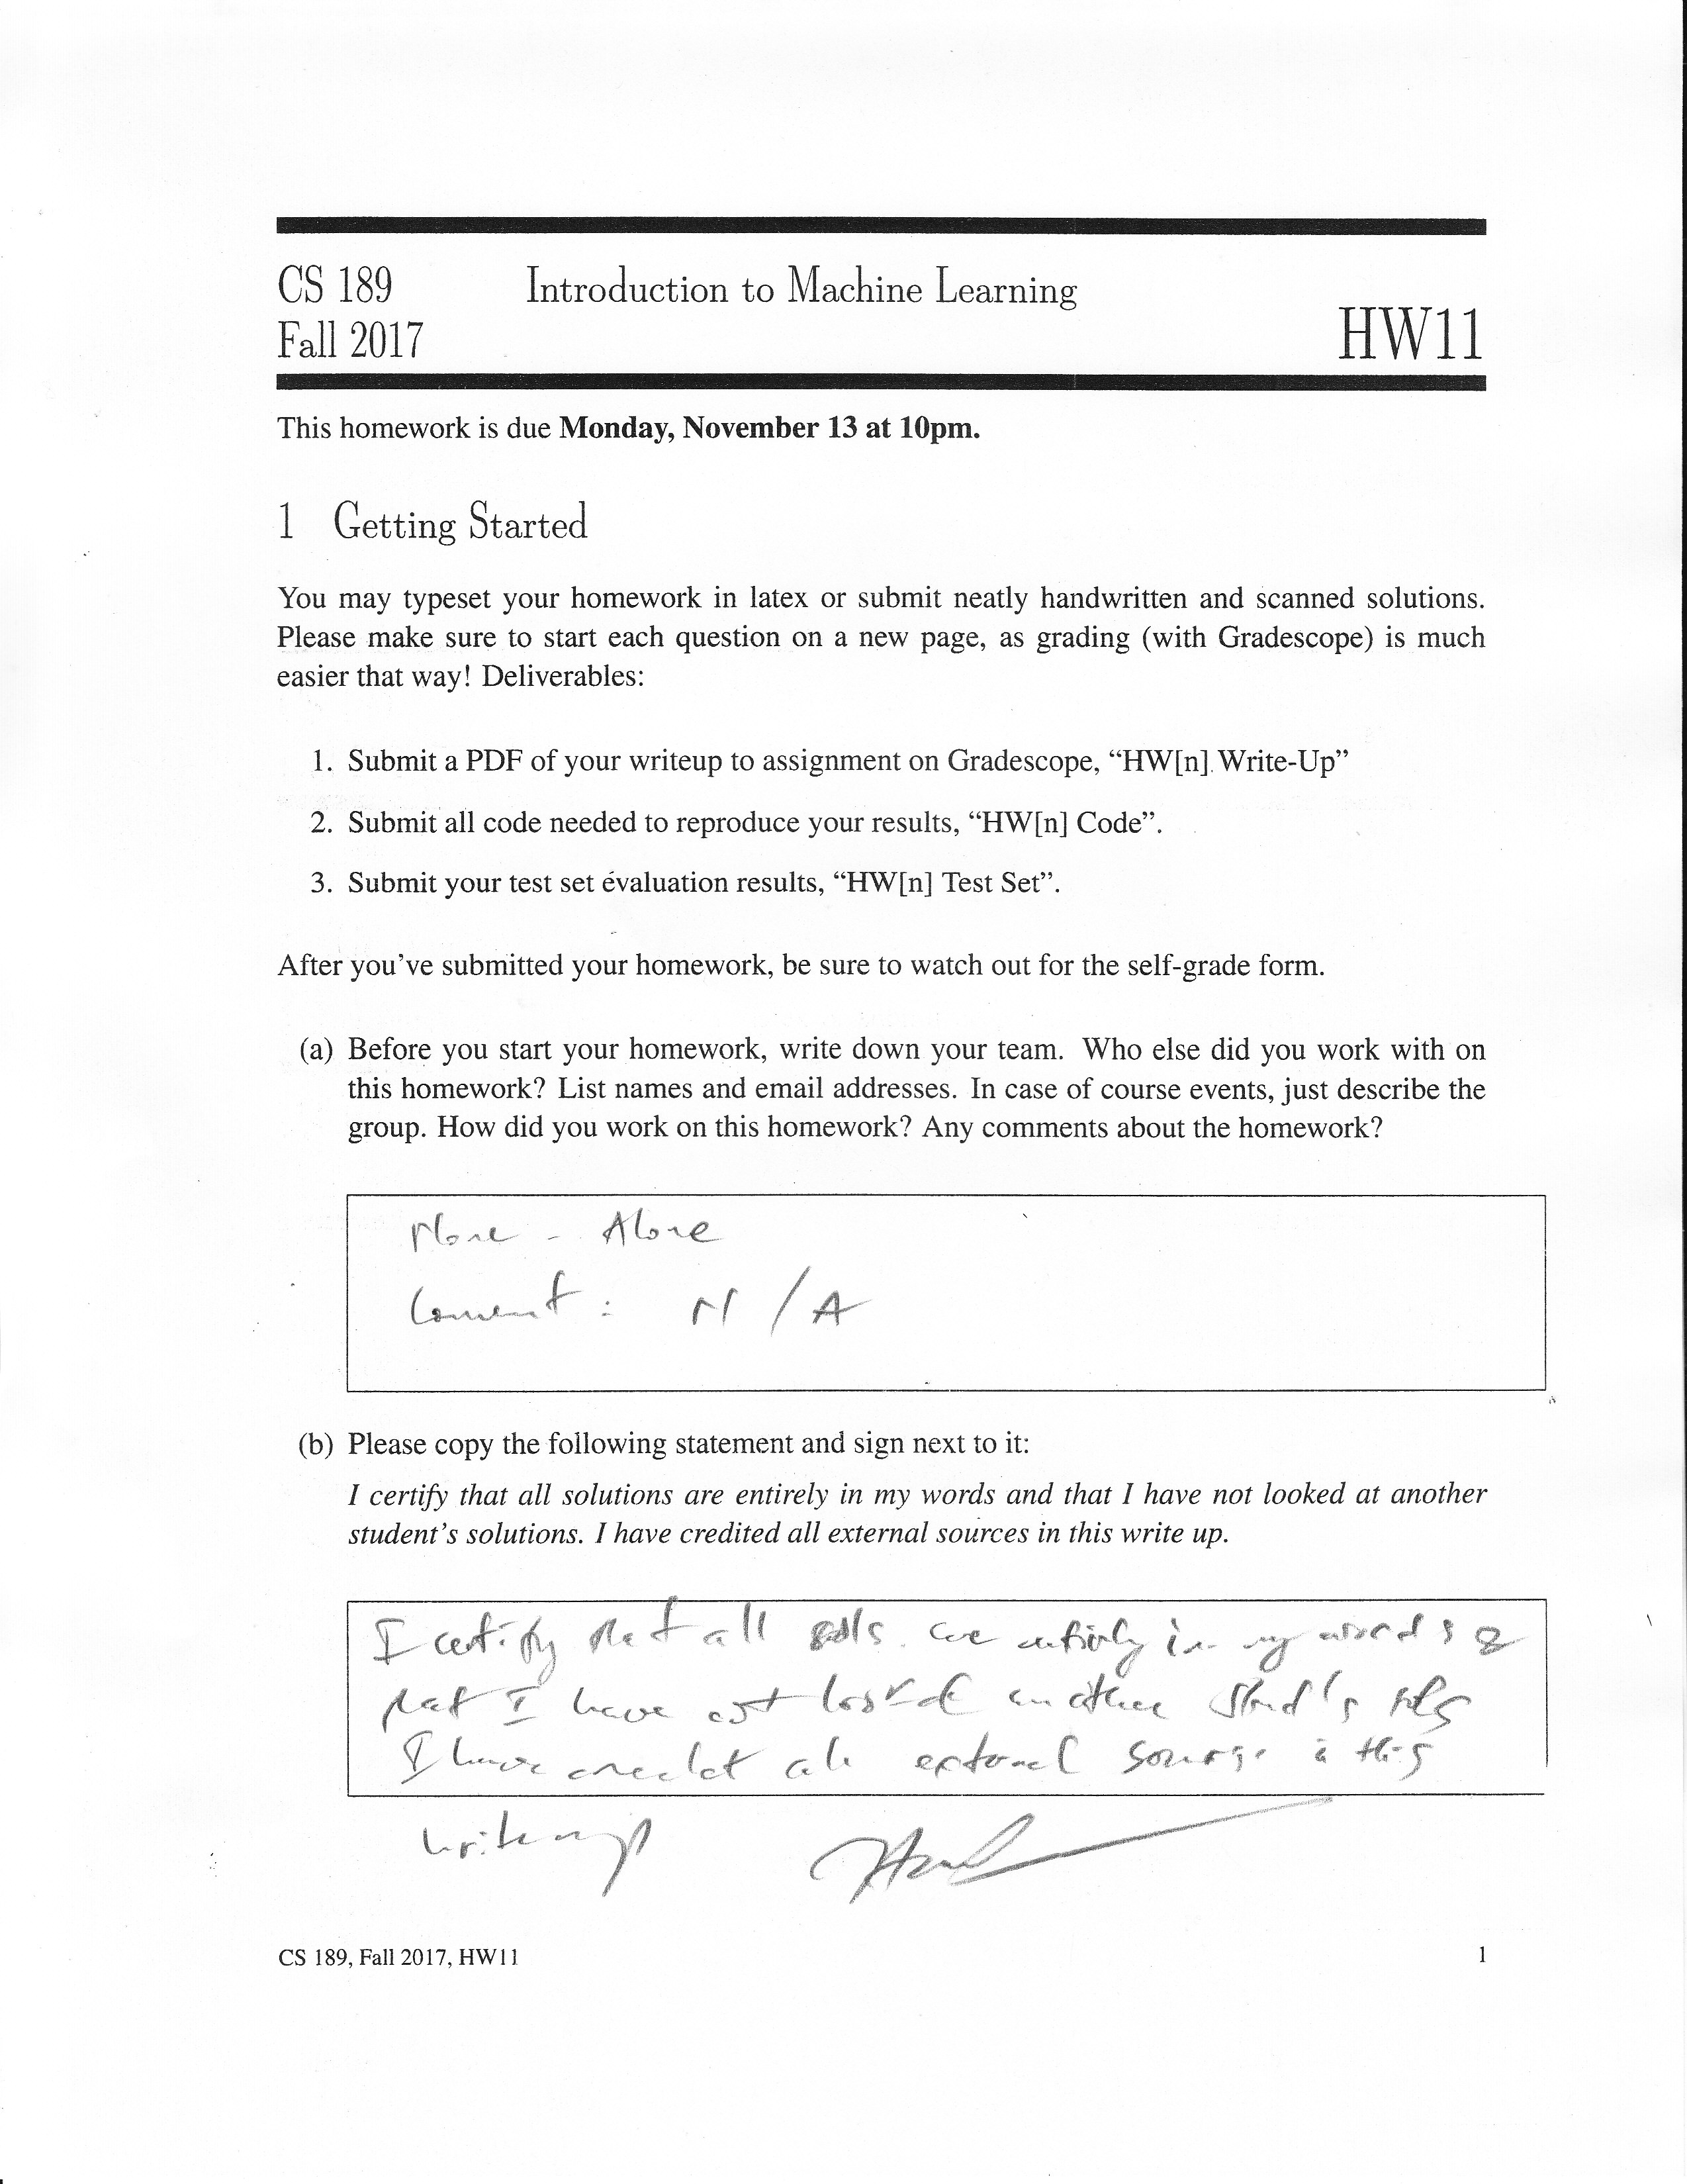 CS 189
Introduction to Machine Learning
Fall 2017
HW11
This homework is due Monday, November 13 at 10pm.
1 Getting Started
You may typeset your homework in latex or submit neatly handwritten and scanned solutions.
Please make sure to start each question on a new page, as grading (with Gradescope) is much
easier that way! Deliverables:
1. Submit a PDF of your writeup to assignment on Gradescope, “HW[n] Write-Up”
2. Submit all code needed to reproduce your results, “HW[n] Code”.
3. Submit your test set evaluation results, “HW[n] Test Set”.
After you’ve submitted your homework, be sure to watch out for the self-grade form.
(a) Before you start your homework, write down your team. Who else did you work with on
this homework? List names and email addresses. In case of course events, just describe the
group. How did you work on this homework? Any comments about the homework?
None - Alone
Comment : N/A
(b) Please copy the following statement and sign next to it:
I certify that all solutions are entirely in my words and that I have not looked at another
student’s solutions. I have credited all external sources in this write up.
I certify that all sols. are entirely in my words &
that I have not another
I have external in this
write up
CS 189, Fall 2017, HW11
1